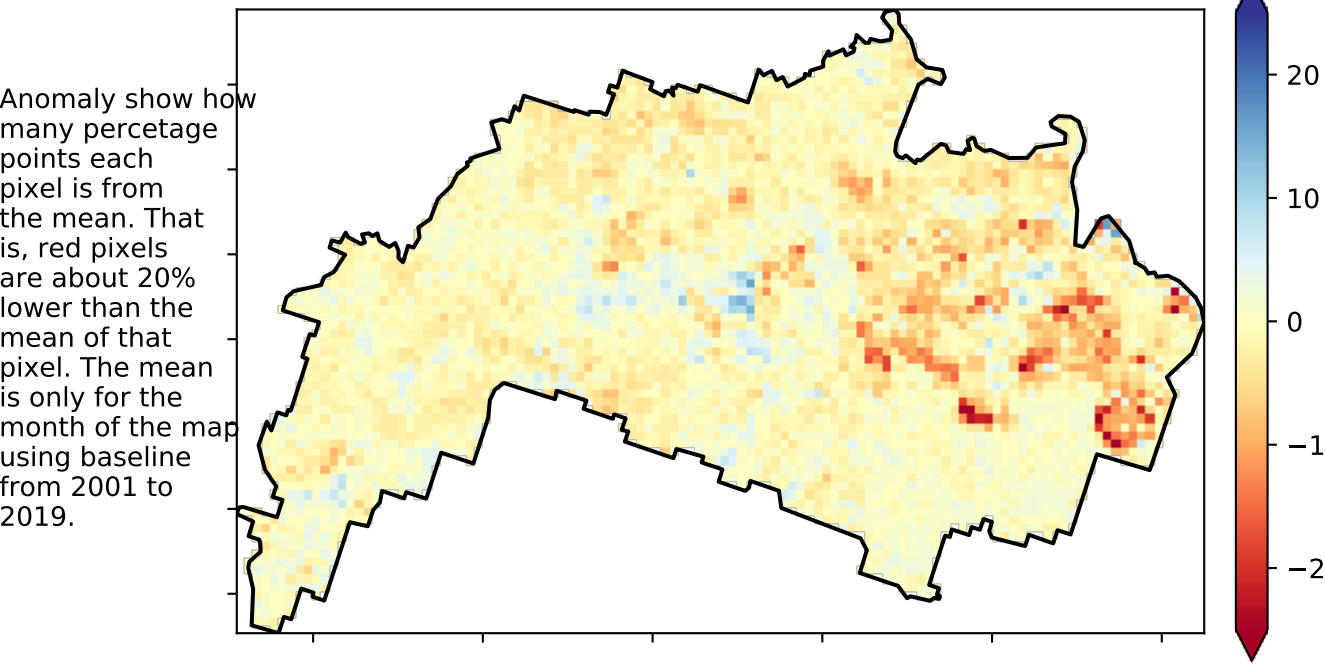 Anomaly show how
many percetage
points each
pixel is from
the mean. That
is, red pixels
are about 20%
lower than the
mean of that
pixel. The mean
is only for the
month of the map
using baseline
from 2001 to
2019.
20
10
0
−1
−2